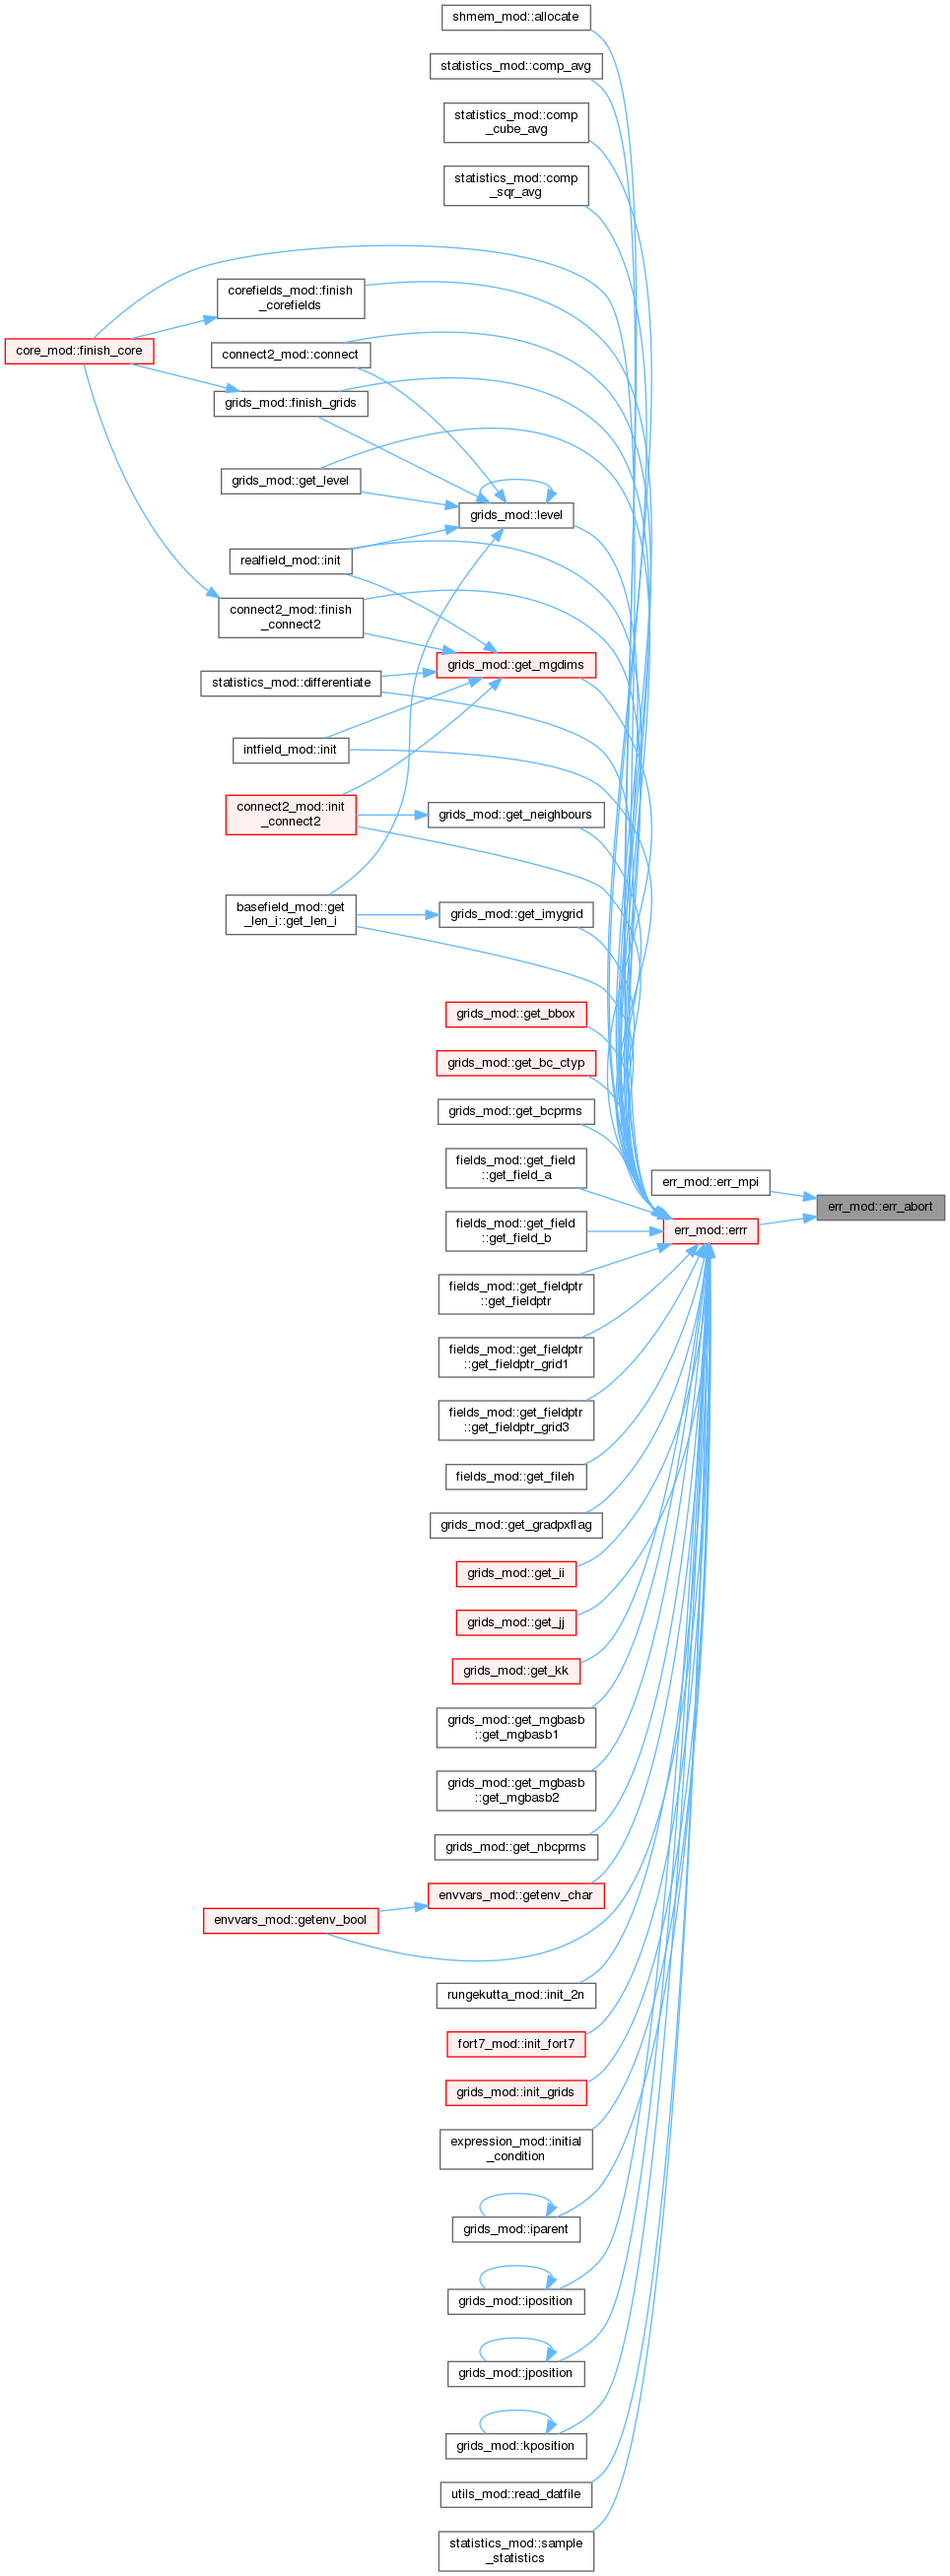 shmem_mod::allocate
statistics_mod::comp_avg
statistics_mod::comp
_cube_avg
statistics_mod::comp
_sqr_avg
corefields_mod::finish
_corefields
core_mod::finish_core
connect2_mod::connect
grids_mod::finish_grids
grids_mod::get_level
grids_mod::level
realfield_mod::init
connect2_mod::finish
_connect2
grids_mod::get_mgdims
statistics_mod::differentiate
intfield_mod::init
connect2_mod::init
_connect2
grids_mod::get_neighbours
basefield_mod::get
_len_i::get_len_i
grids_mod::get_imygrid
grids_mod::get_bbox
grids_mod::get_bc_ctyp
grids_mod::get_bcprms
fields_mod::get_field
::get_field_a
err_mod::err_mpi
err_mod::err_abort
fields_mod::get_field
::get_field_b
err_mod::errr
fields_mod::get_fieldptr
::get_fieldptr
fields_mod::get_fieldptr
::get_fieldptr_grid1
fields_mod::get_fieldptr
::get_fieldptr_grid3
fields_mod::get_fileh
grids_mod::get_gradpxflag
grids_mod::get_ii
grids_mod::get_jj
grids_mod::get_kk
grids_mod::get_mgbasb
::get_mgbasb1
grids_mod::get_mgbasb
::get_mgbasb2
grids_mod::get_nbcprms
envvars_mod::getenv_char
envvars_mod::getenv_bool
rungekutta_mod::init_2n
fort7_mod::init_fort7
grids_mod::init_grids
expression_mod::initial
_condition
grids_mod::iparent
grids_mod::iposition
grids_mod::jposition
grids_mod::kposition
utils_mod::read_datfile
statistics_mod::sample
_statistics